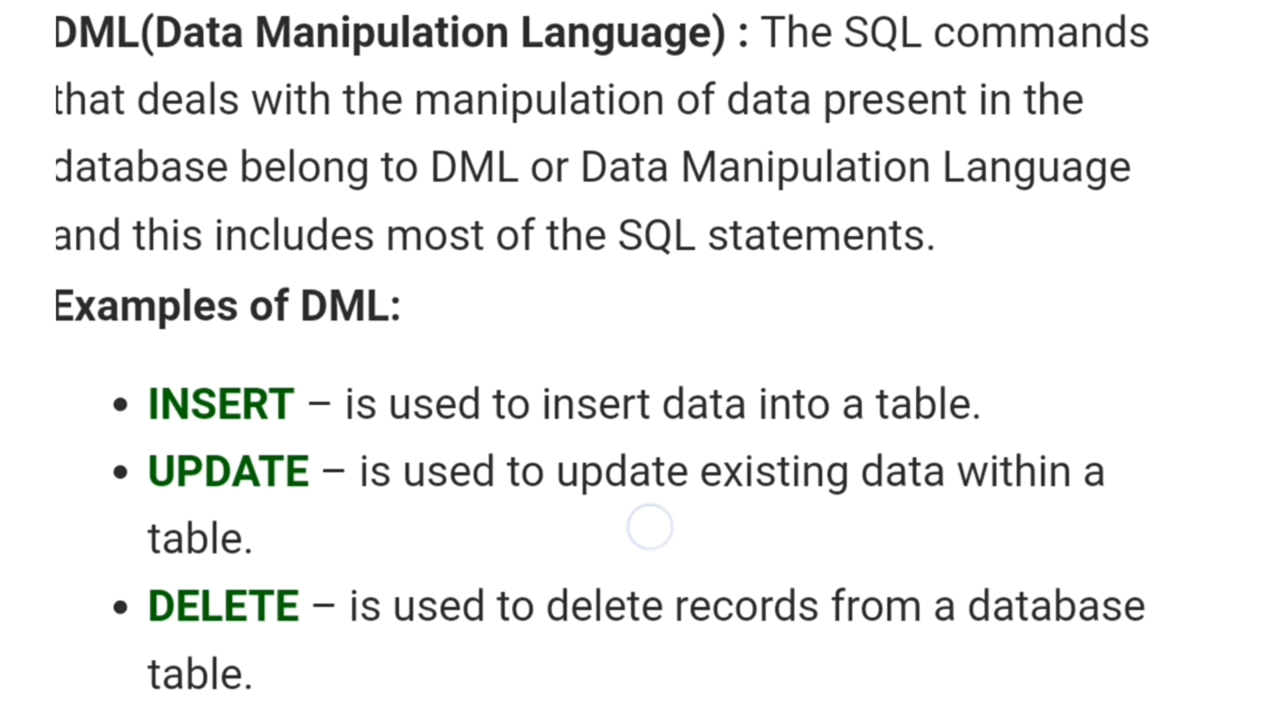 DML(Data Manipulation Language) : The SQL commands
that deals with the manipulation of data present in the
database belong to DML or Data Manipulation Language
and this includes most of the SQL statements.
Examples of DML:
• INSERT – is used to insert data into a table.
• UPDATE – is used to update existing data within a
table.
• DELETE – is used to delete records from a database
table.